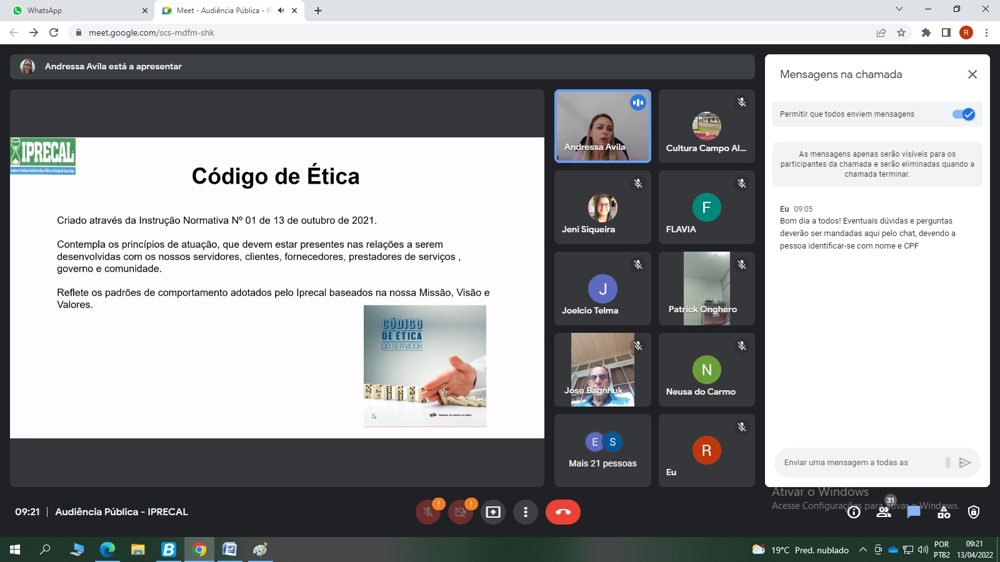 WhatsApp
Meet - Audiência Pública - IF
meet.google.com/scs-mdfm-shk
R
Andressa Avila está a apresentar
IPRECAL
Código de Ética
Criado através da Instrução Normativa Nº 01 de 13 de outubro de 2021.
Contempla os princípios de atuação, que devem estar presentes nas relações a serem
desenvolvidas com os nossos servidores, clientes, fornecedores, prestadores de serviços ,
governo e comunidade.
Reflete os padrões de comportamento adotados pelo Iprecal baseados na nossa Missão, Visão e
Valores.
CÓDIGO
DE ÉTICA
DO SERVIDOR
Andressa Avila
Cultura Campo Al...
Jeni Siqueira
F
FLAVIA
J
Joelcio Telma
Patrick Onghero
Jose Bagnhuk
N
Neusa do Carmo
E S
Mais 21 pessoas
R
Eu
Mensagens na chamada
Permitir que todos enviem mensagens
As mensagens apenas serão visíveis para os
participantes da chamada e serão eliminadas quando a
chamada terminar.
Eu 09:05
Bom dia a todos! Eventuais dúvidas e perguntas
deverão ser mandadas aqui pelo chat, devendo a
pessoa identificar-se com nome e CPF
Enviar uma mensagem a todas as
Ativar o Windows
Acesse Configurações para ativar o Windows.
31
09:21 | Audiência Pública - IPRECAL
19°C Pred. nublado
POR
PTB2
09:21
13/04/2022